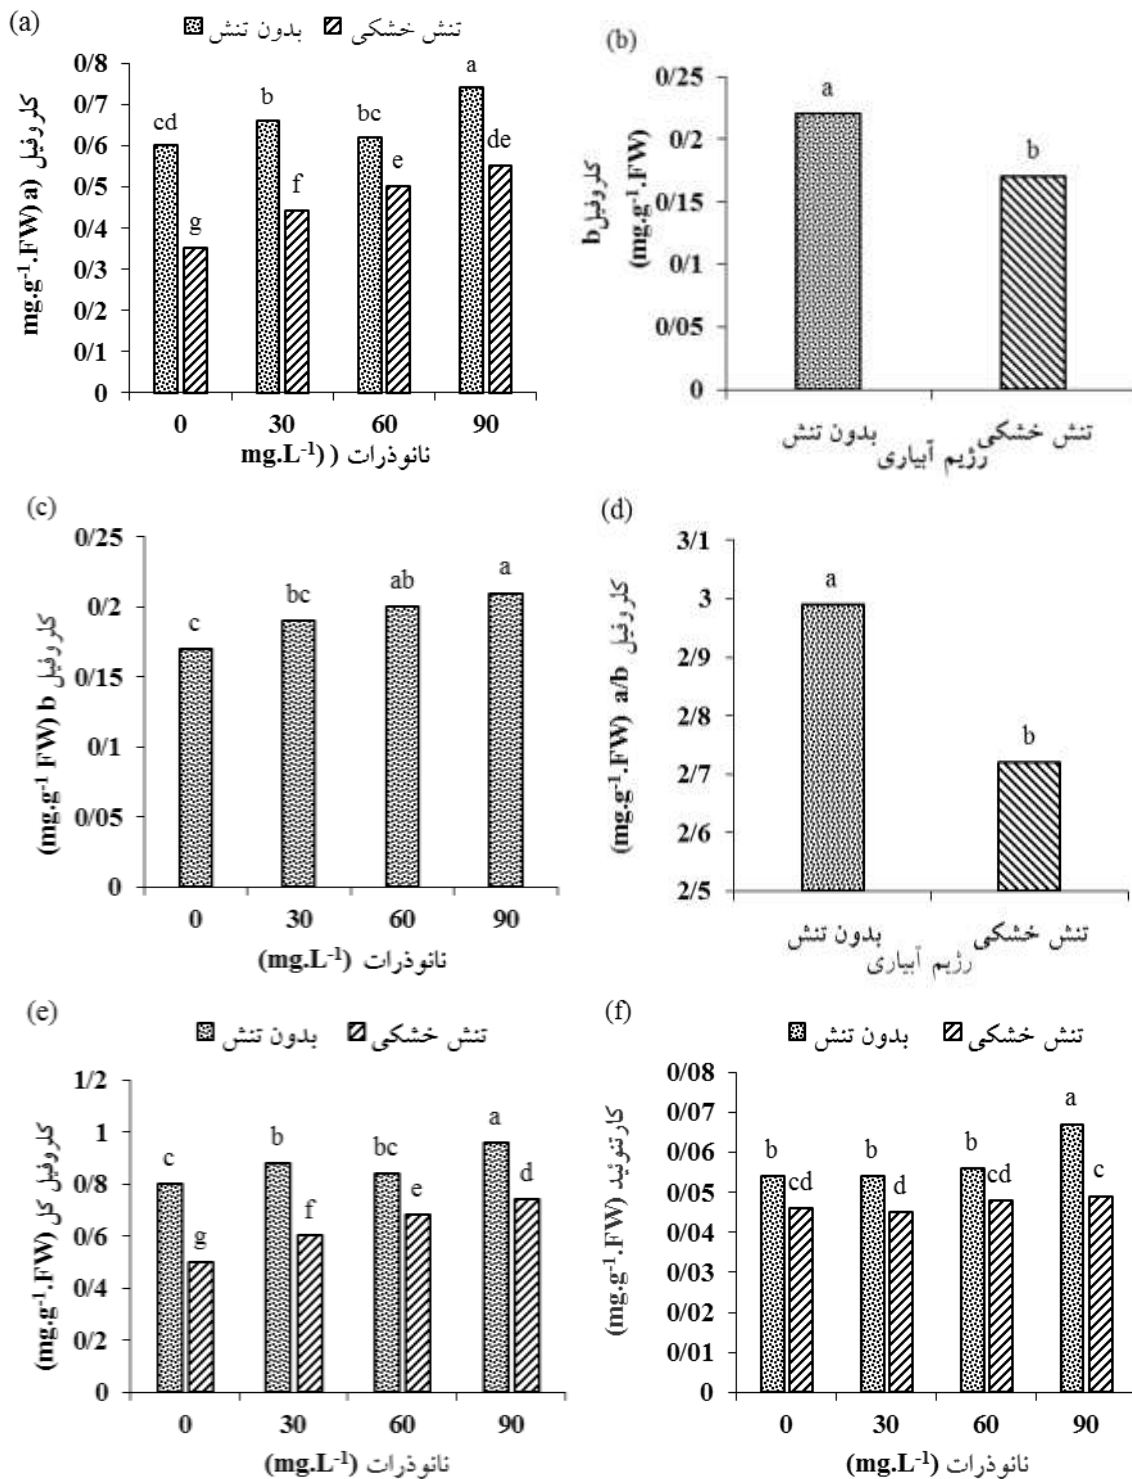 (a)
بدون تنش تنش خشکی
کلروفیل a (mg.g-1.FW
0/8
0/7
0/6
0/5
0/4
0/3
0/2
0/1
0
cd g b f bc e a de
0 30 60 90
نانوذرات ( (mg.L-1
(b)
کلروفیل b
(mg.g-1.FW)
0/25
0/2
0/15
0/1
0/05
0
a b
بدون تنش تنش خشکی
رژیم آبیاری
(c)
کلروفیل b (mg.g-1 FW)
0/25
0/2
0/15
0/1
0/05
0
c bc ab a
0 30 60 90
نانوذرات (mg.L-1)
(d)
کلروفیل a/b (mg.g-1.FW)
3/1
3
2/9
2/8
2/7
2/6
2/5
a b
بدون تنش تنش خشکی
رژیم آبیاری
(e)
بدون تنش تنش خشکی
کلروفیل کل (mg.g-1.FW)
1/2
1
0/8
0/6
0/4
0/2
0
c g b f bc e a d
0 30 60 90
نانوذرات (mg.L-1)
(f)
بدون تنش تنش خشکی
کارتنوئید (mg.g-1.FW)
0/08
0/07
0/06
0/05
0/04
0/03
0/02
0/01
0
b cd b d b cd a c
0 30 60 90
نانوذرات (mg.L-1)